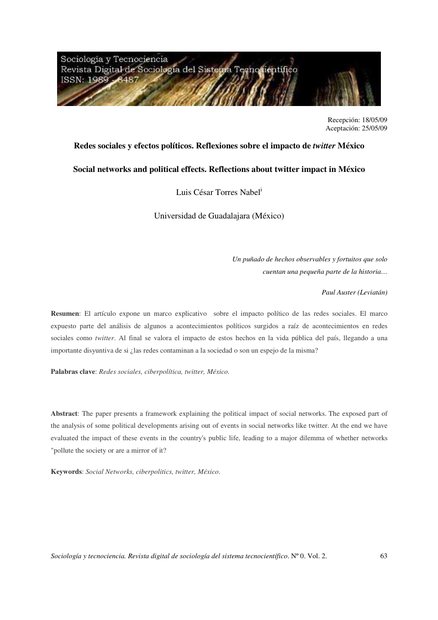 Sociología y Tecnociencia
Revista Digital de Sociología del Sistema Tecnocientífico
ISSN: 1989 - 8487
Recepción: 18/05/09
Aceptación: 25/05/09
Redes sociales y efectos políticos. Reflexiones sobre el impacto de twitter México
Social networks and political effects. Reflections about twitter impact in México
Luis César Torres Nabel
Universidad de Guadalajara (México)
Un puñado de hechos observables y fortuitos que solo
cuentan una pequeña parte de la historia....
Paul Auster (Leviatán)
Resumen: El artículo expone un marco explicativo sobre el impacto político de las redes sociales. El marco
expuesto parte del análisis de algunos a acontecimientos políticos surgidos a raíz de acontecimientos en redes
sociales como twitter. Al final se valora el impacto de estos hechos en la vida pública del país, llegando a una
importante disyuntiva de si ¿las redes contaminan a la sociedad o son un espejo de la misma?
Palabras clave: Redes sociales, ciberpolítica, twitter, México.
Abstract: The paper presents a framework explaining the political impact of social networks. The exposed part of
the analysis of some political developments arising out of events in social networks like twitter. At the end we have
evaluated the impact of these events in the country's public life, leading to a major dilemma of whether networks
"pollute the society or are a mirror of it?
Keywords: Social Networks, ciberpolitics, twitter, México.
Sociología y tecnociencia. Revista digital de sociología del sistema tecnocientífico. Nº 0. Vol. 2. 63